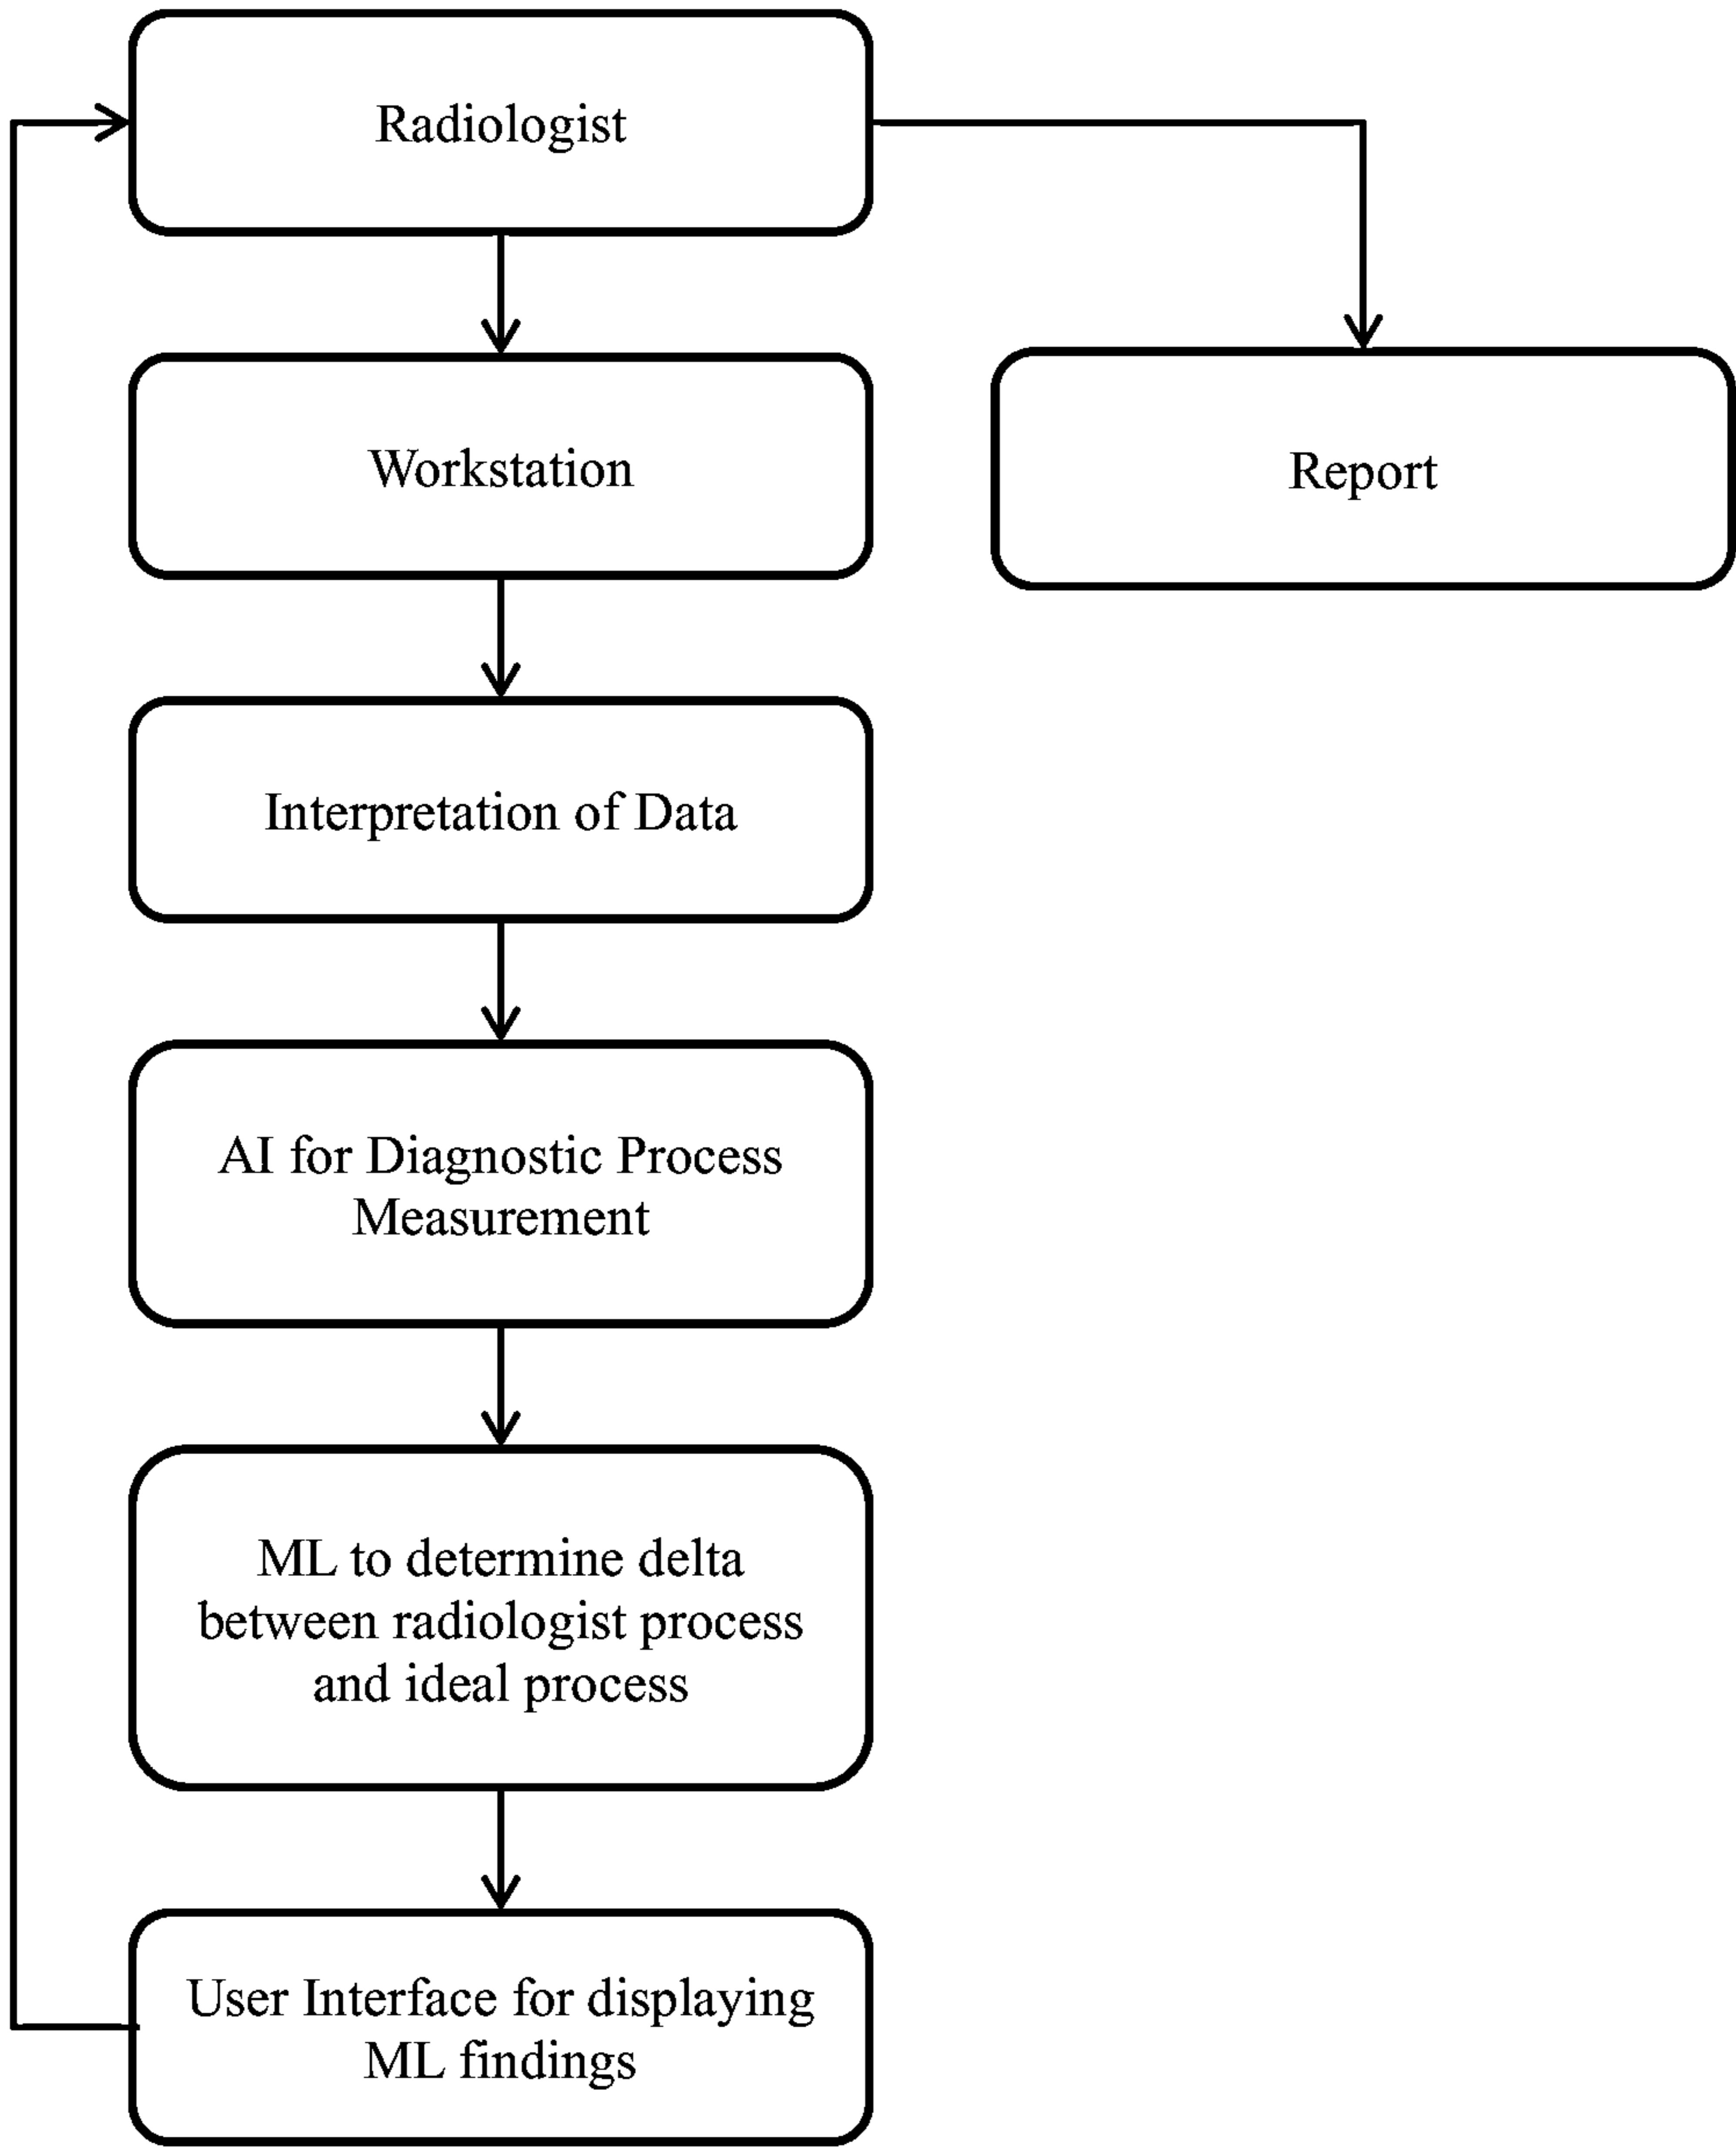 Radiologist
Workstation
Report
Interpretation of Data
AI for Diagnostic Process
Measurement
ML to determine delta
between radiologist process
and ideal process
User Interface for displaying
ML findings